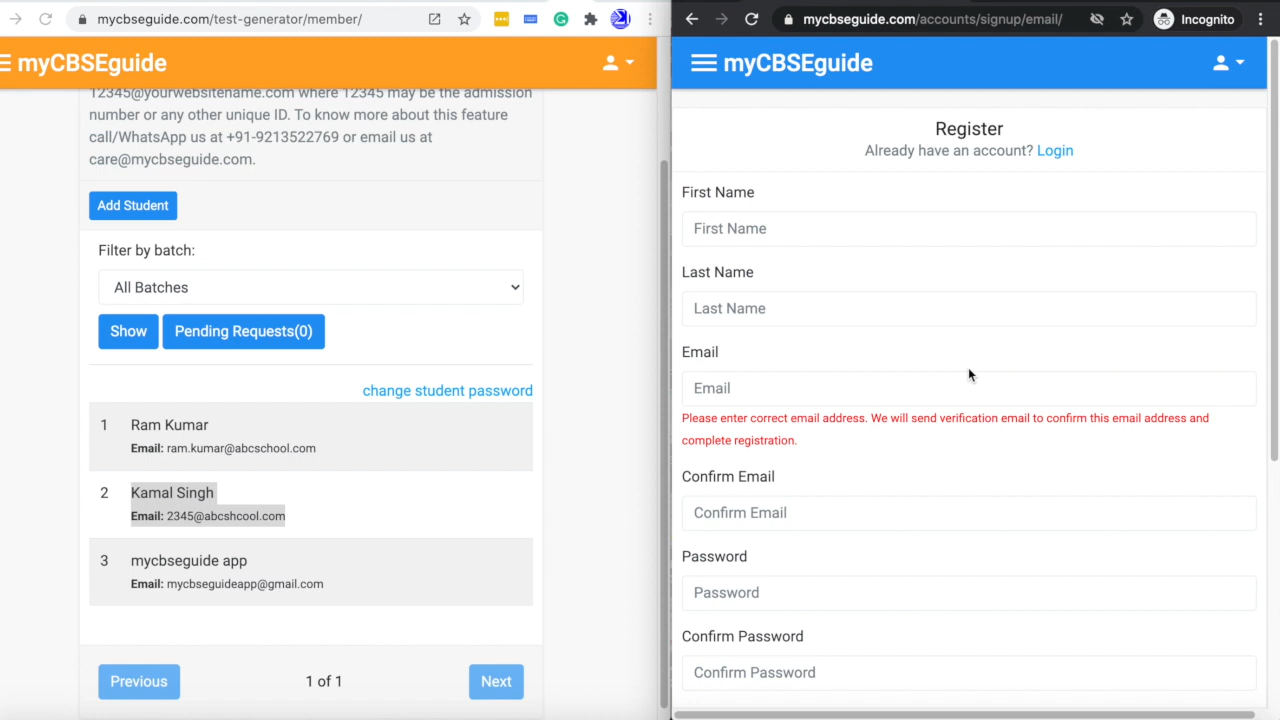 mycbseguide.com/test-generator/member/
myCBSEguide
12345@yourwebsitename.com where 12345 may be the admission
number or any other unique ID. To know more about this feature
call/WhatsApp us at +91-9213522769 or email us at
care@mycbseguide.com.
Add Student
Filter by batch:
All Batches
Show
Pending Requests(0)
change student password
1 Ram Kumar
Email: ram.kumar@abcschool.com
2 Kamal Singh
Email: 2345@abcshcool.com
3 mycbseguide app
Email: mycbseguideapp@gmail.com
Previous
1 of 1
Next
mycbseguide.com/accounts/signup/email/
Incognito
myCBSEguide
Register
Already have an account? Login
First Name
First Name
Last Name
Last Name
Email
Email
Please enter correct email address. We will send verification email to confirm this email address and
complete registration.
Confirm Email
Confirm Email
Password
Password
Confirm Password
Confirm Password